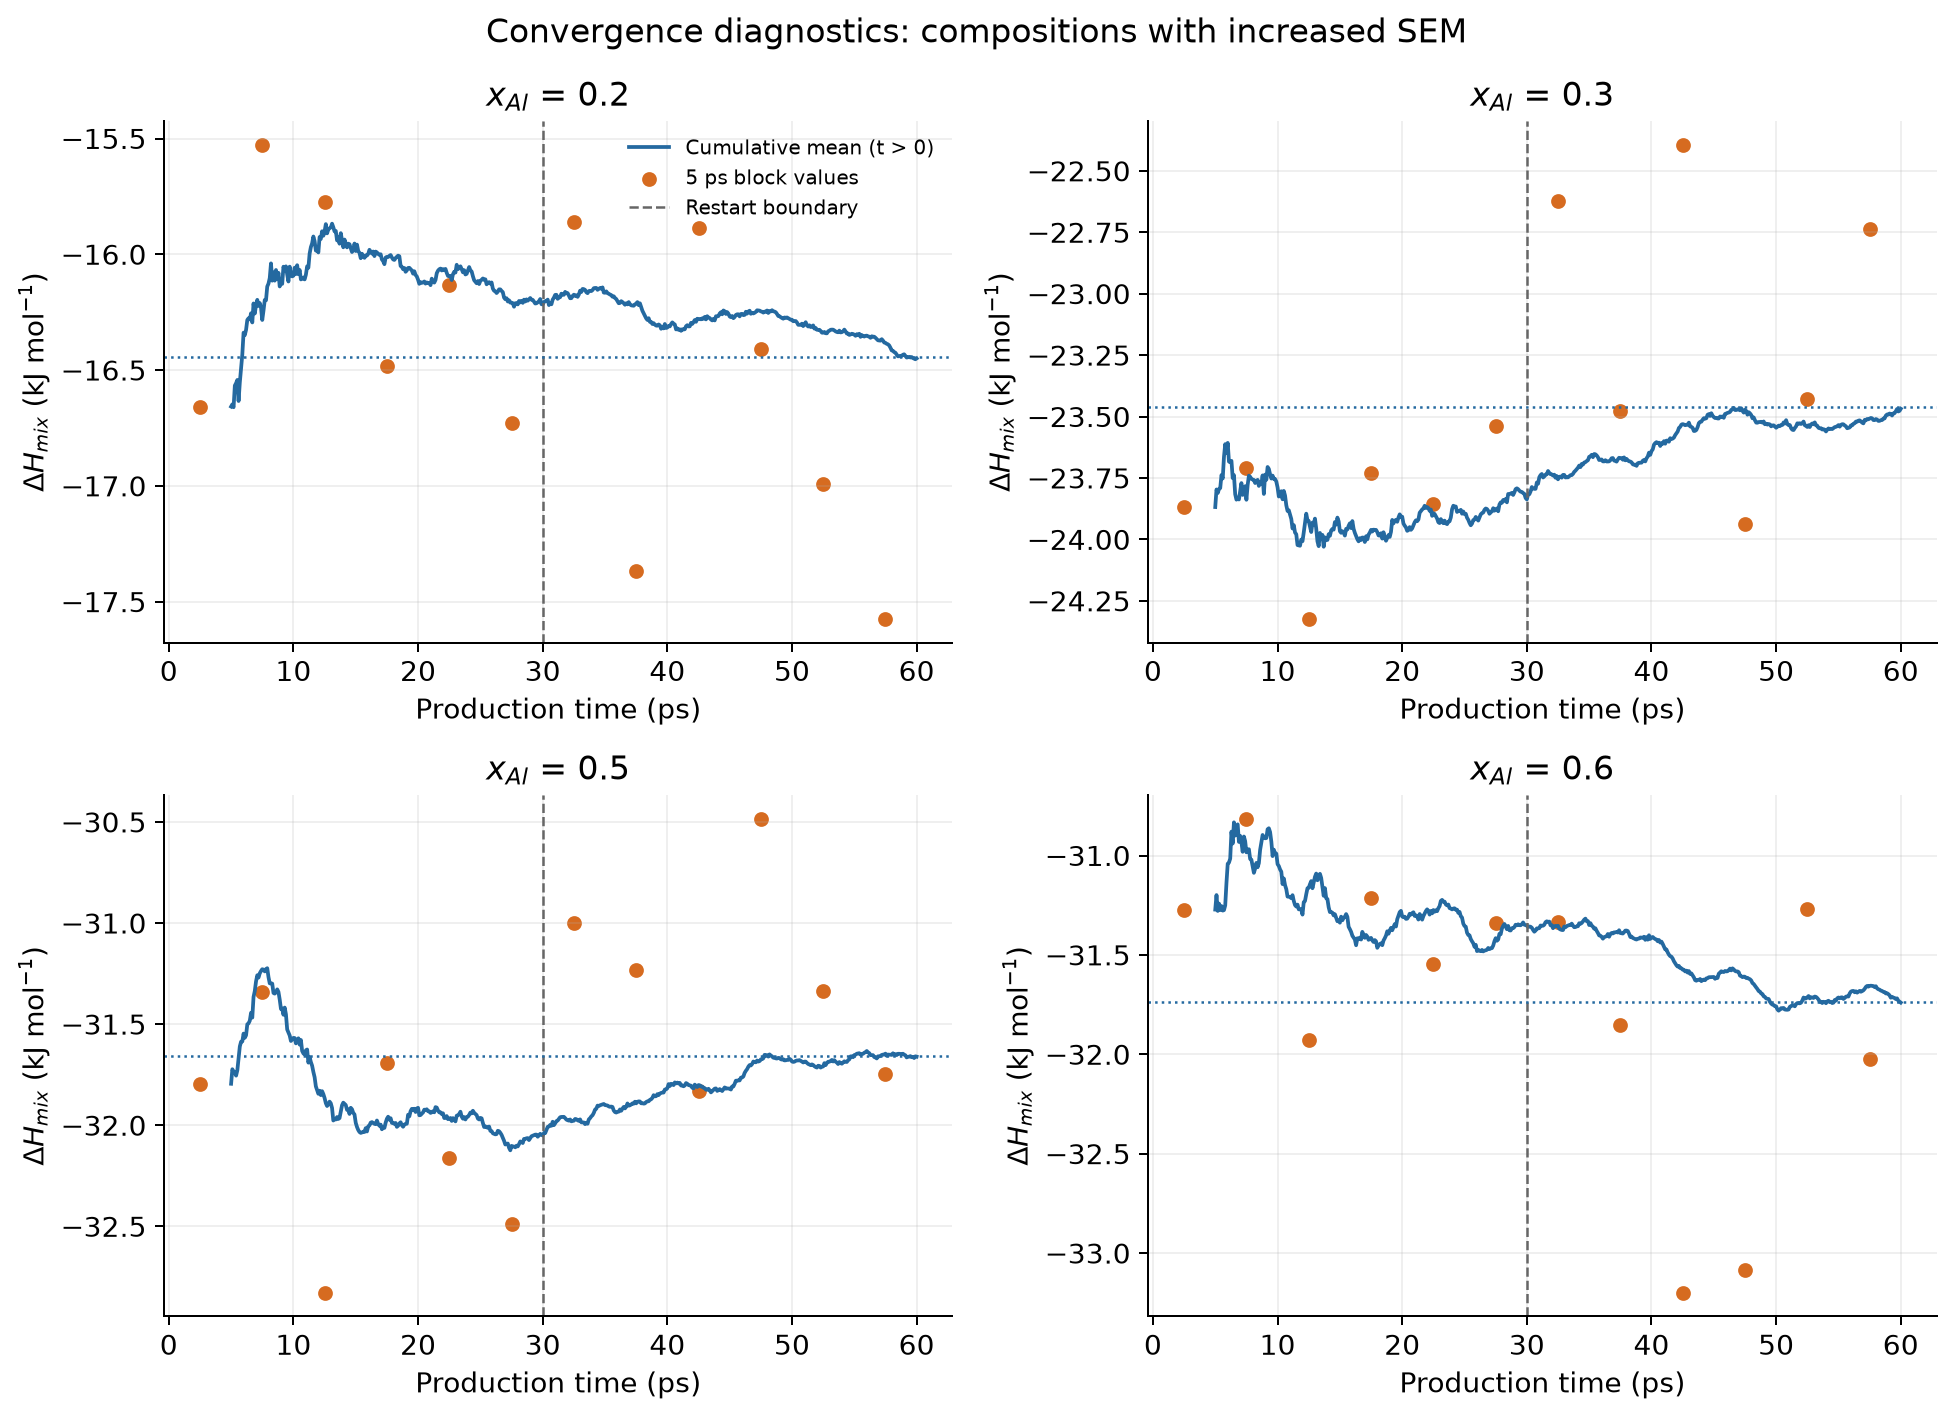 Convergence diagnostics: compositions with increased SEM
x_Al = 0.2
−15.5
−16.0
−16.5
−17.0
−17.5
ΔH_mix (kJ mol⁻¹)
Cumulative mean (t > 0)
5 ps block values
Restart boundary
0 10 20 30 40 50 60
Production time (ps)
x_Al = 0.3
−22.50
−22.75
−23.00
−23.25
−23.50
−23.75
−24.00
−24.25
ΔH_mix (kJ mol⁻¹)
0 10 20 30 40 50 60
Production time (ps)
x_Al = 0.5
−30.5
−31.0
−31.5
−32.0
−32.5
ΔH_mix (kJ mol⁻¹)
0 10 20 30 40 50 60
Production time (ps)
x_Al = 0.6
−31.0
−31.5
−32.0
−32.5
−33.0
ΔH_mix (kJ mol⁻¹)
0 10 20 30 40 50 60
Production time (ps)